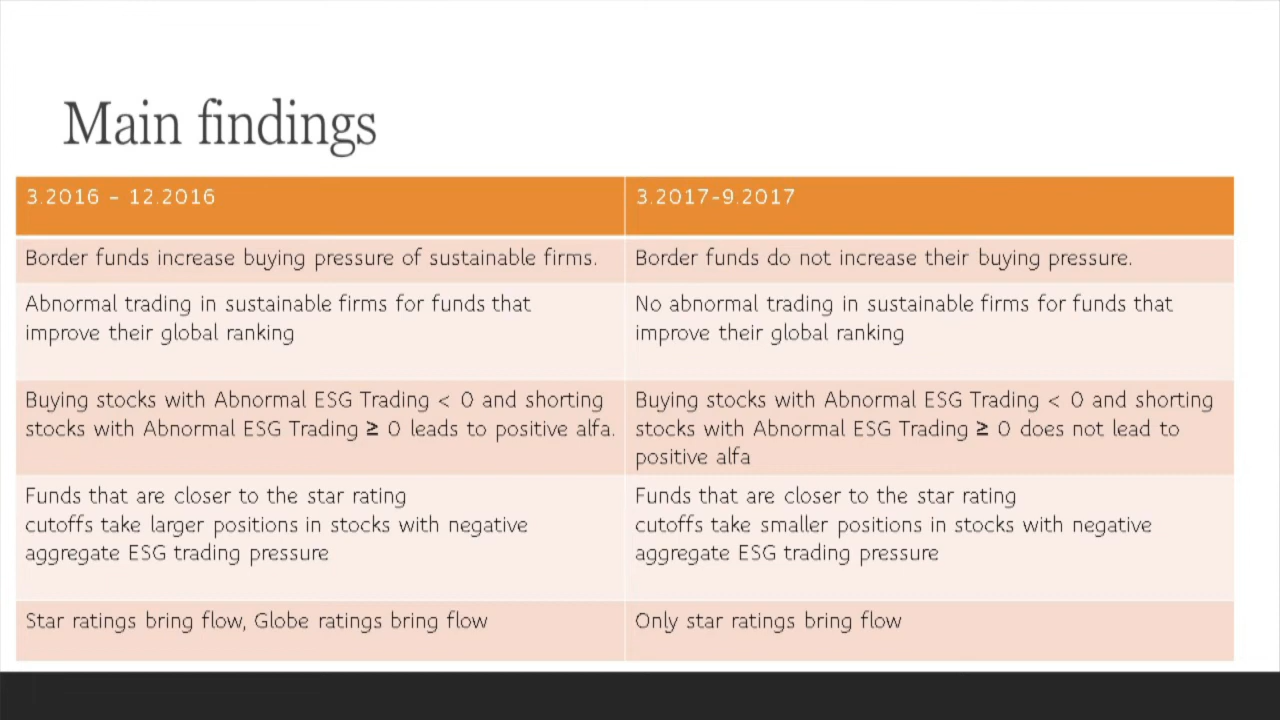 Main findings
3.2016 – 12.2016
3.2017-9.2017
Border funds increase buying pressure of sustainable firms.
Border funds do not increase their buying pressure.
Abnormal trading in sustainable firms for funds that
improve their global ranking
No abnormal trading in sustainable firms for funds that
improve their global ranking
Buying stocks with Abnormal ESG Trading < 0 and shorting
stocks with Abnormal ESG Trading ≥ 0 leads to positive alfa.
Buying stocks with Abnormal ESG Trading < 0 and shorting
stocks with Abnormal ESG Trading ≥ 0 does not lead to
positive alfa
Funds that are closer to the star rating
cutoffs take larger positions in stocks with negative
aggregate ESG trading pressure
Funds that are closer to the star rating
cutoffs take smaller positions in stocks with negative
aggregate ESG trading pressure
Star ratings bring flow, Globe ratings bring flow
Only star ratings bring flow